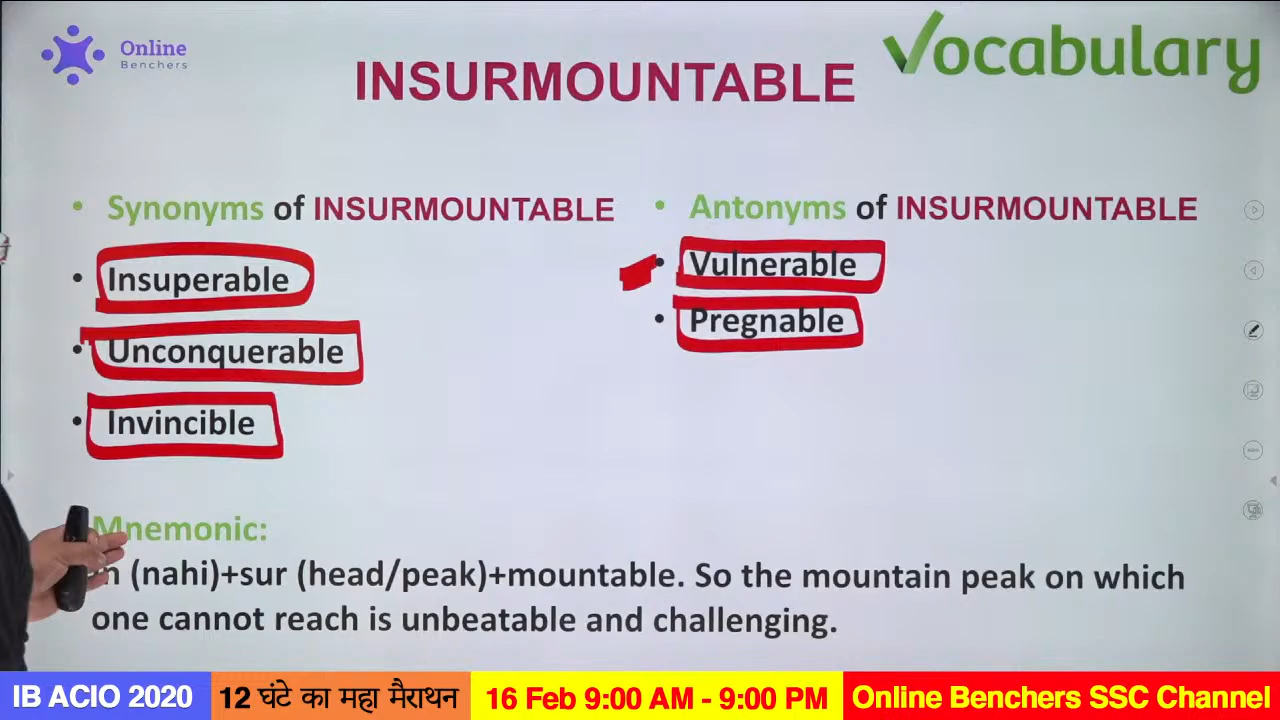 Online
Benchers
Vocabulary
INSURMOUNTABLE
• Synonyms of INSURMOUNTABLE
• Insuperable
• Unconquerable
• Invincible
• Antonyms of INSURMOUNTABLE
• Vulnerable
• Pregnable
Mnemonic:
(nahi)+sur (head/peak)+mountable. So the mountain peak on which
one cannot reach is unbeatable and challenging.
IB ACIO 2020
12 घंटे का महा मैराथन
16 Feb 9:00 AM - 9:00 PM
Online Benchers SSC Channel